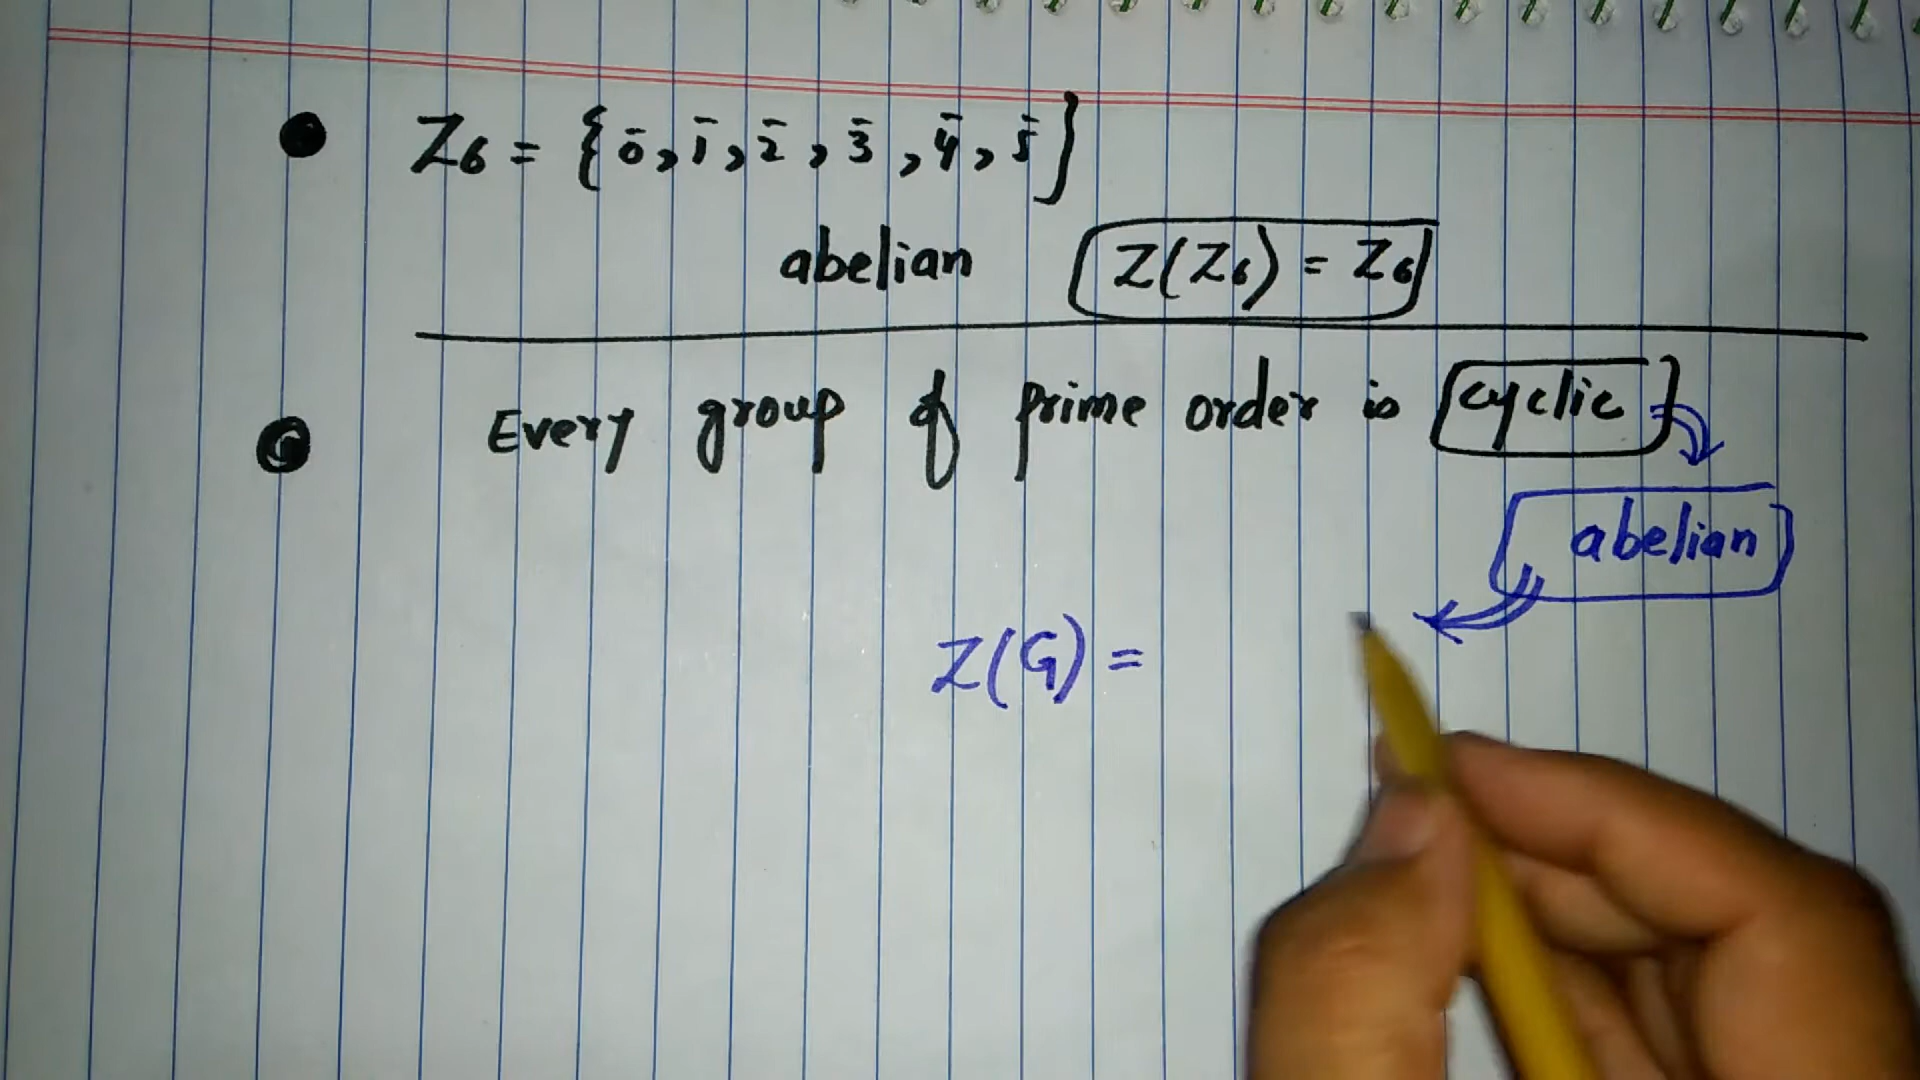 Z6 = {0̄, 1̄, 2̄, 3̄, 4̄, 5̄}
abelian Z(Z6) = Z6
Every group of prime order is cyclic
abelian
Z(G) =